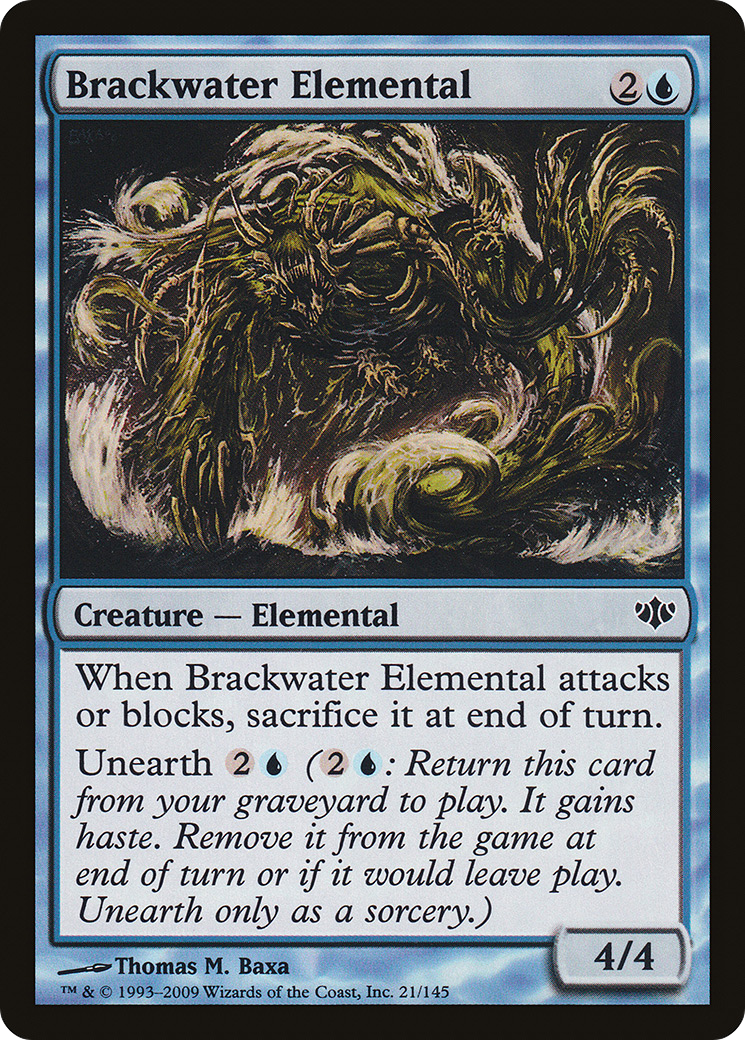 Brackwater Elemental 2
Creature — Elemental
When Brackwater Elemental attacks
or blocks, sacrifice it at end of turn.
Unearth 2 (2 : Return this card
from your graveyard to play. It gains
haste. Remove it from the game at
end of turn or if it would leave play.
Unearth only as a sorcery.)
4/4
Thomas M. Baxa
™ & © 1993–2009 Wizards of the Coast, Inc. 21/145